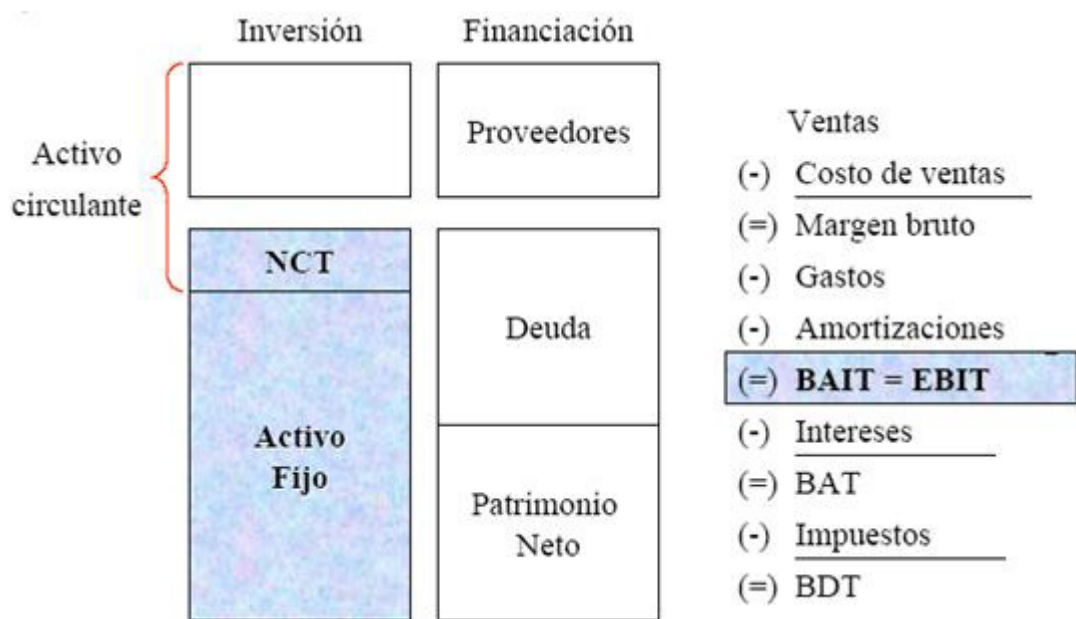 Inversión
Financiación
Activo
circulante
Proveedores
NCT
Activo
Fijo
Deuda
Patrimonio
Neto
Ventas
(-) Costo de ventas
(=) Margen bruto
(-) Gastos
(-) Amortizaciones
(=) BAIT = EBIT
(-) Intereses
(=) BAT
(-) Impuestos
(=) BDT